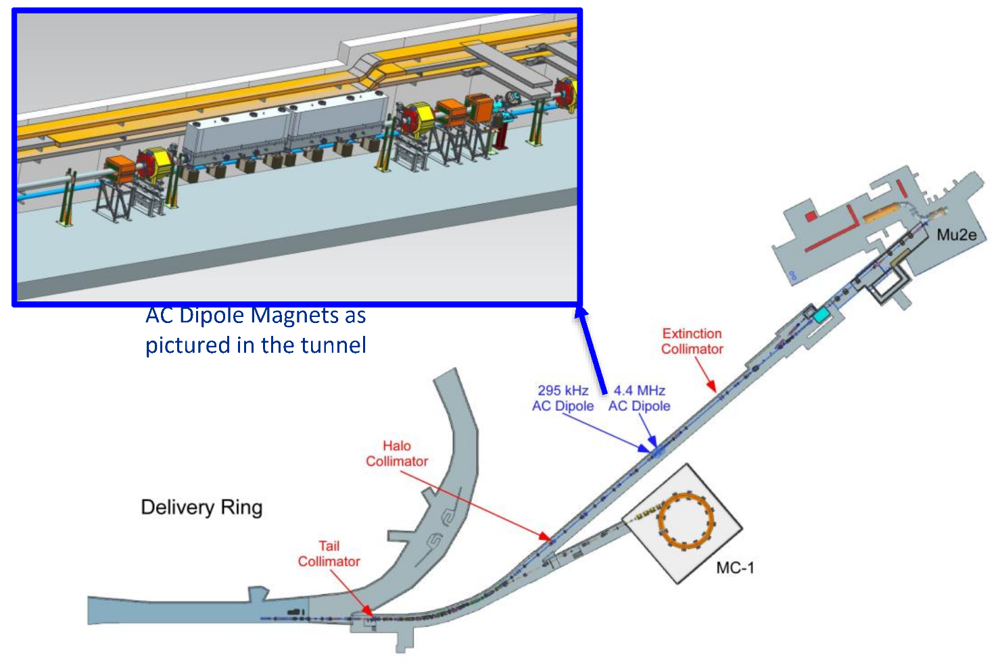 AC Dipole Magnets as
pictured in the tunnel
Mu2e
Extinction
Collimator
295 kHz
AC Dipole
4.4 MHz
AC Dipole
Halo
Collimator
Delivery Ring
Tail
Collimator
MC-1